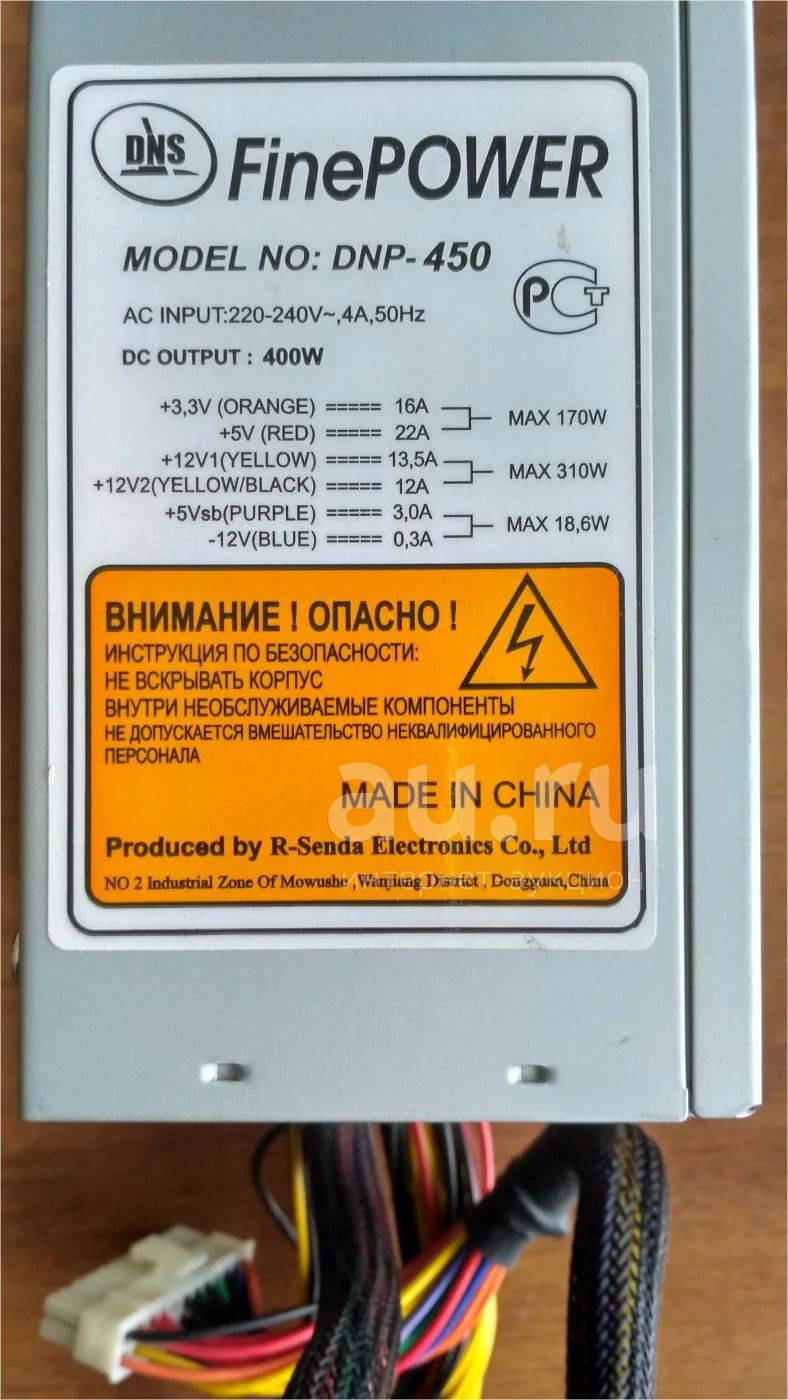 DNS
FinePOWER
MODEL NO: DNP-450
AC INPUT:220-240V~,4A,50Hz
РСТ
DC OUTPUT : 400W
+3,3V (ORANGE) ===== 16A
+5V (RED) ===== 22A
MAX 170W
+12V1(YELLOW) ===== 13,5A
+12V2(YELLOW/BLACK) ===== 12A
MAX 310W
+5Vsb(PURPLE) ===== 3,0A
-12V(BLUE) ===== 0,3A
MAX 18,6W
ВНИМАНИЕ ! ОПАСНО !
ИНСТРУКЦИЯ ПО БЕЗОПАСНОСТИ:
НЕ ВСКРЫВАТЬ КОРПУС
ВНУТРИ НЕОБСЛУЖИВАЕМЫЕ КОМПОНЕНТЫ
НЕ ДОПУСКАЕТСЯ ВМЕШАТЕЛЬСТВО НЕКВАЛИФИЦИРОВАННОГО
ПЕРСОНАЛА
au.ru
MADE IN CHINA
Produced by R-Senda Electronics Co., Ltd
интернет аукцион
NO 2 Industrial Zone Of Mowushe ,Wanjiang District , Dongguan,China